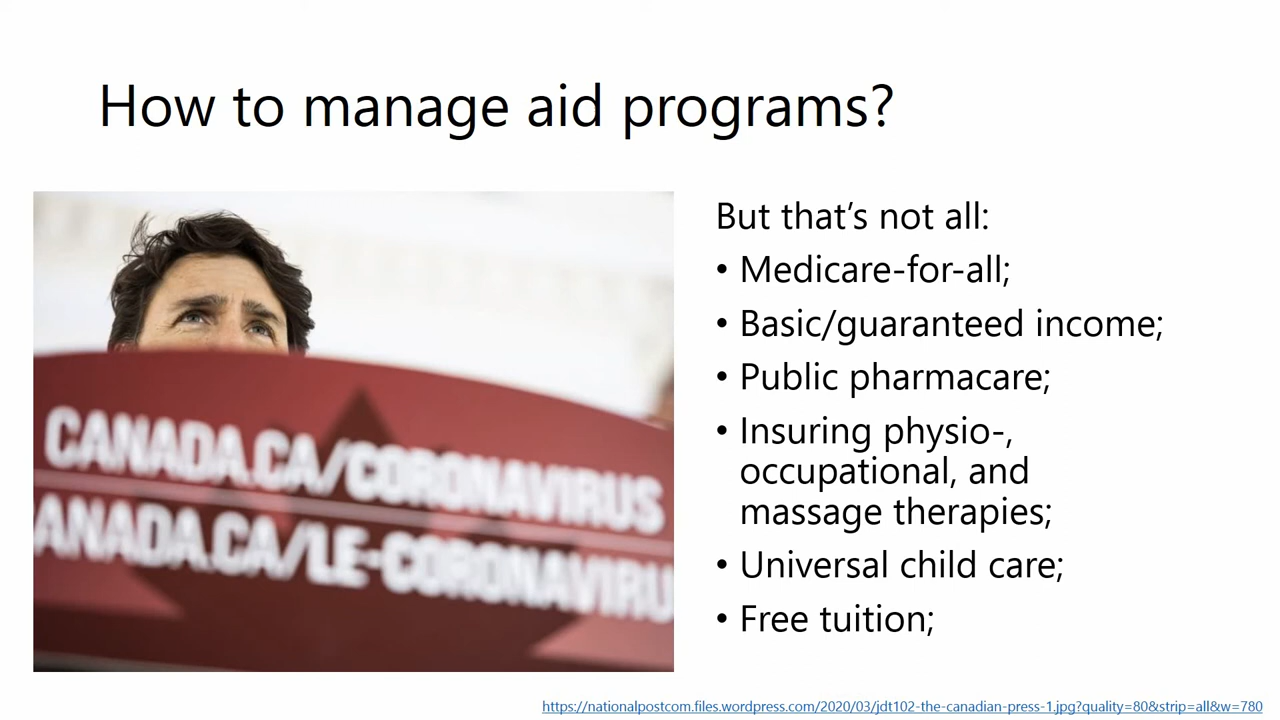 How to manage aid programs?
But that's not all:
• Medicare-for-all;
• Basic/guaranteed income;
• Public pharmacare;
• Insuring physio-,
occupational, and
massage therapies;
• Universal child care;
• Free tuition;
CANADA.CA/CORONAVIRUS
ANADA.CA/LE-CORONAVIRU
https://nationalpostcom.files.wordpress.com/2020/03/jdt102-the-canadian-press-1.jpg?quality=80&strip=all&w=780